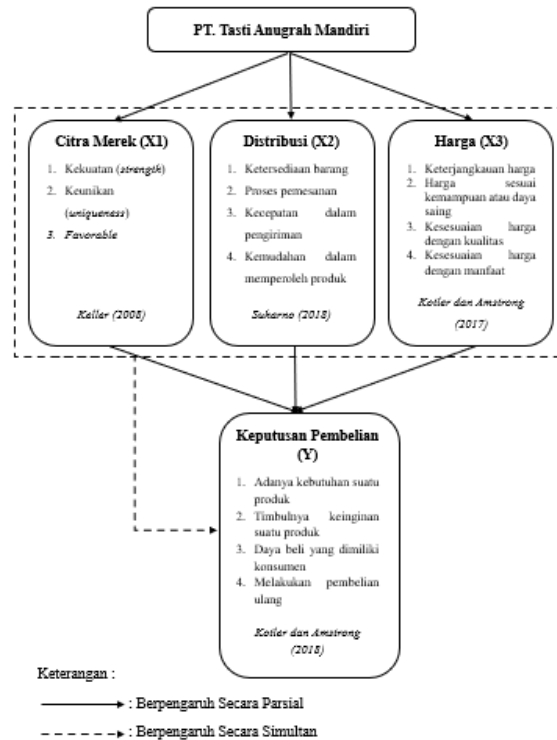 PT. Tasti Anugrah Mandiri
Citra Merek (X1)
1. Kekuatan (strength)
2. Keunikan
(uniqueness)
3. Favorable
Kallar (2008)
Distribusi (X2)
1. Ketersediaan barang
2. Proses pemesanan
3. Kecepatan dalam
pengiriman
4. Kemudahan dalam
memperoleh produk
Suharno (2018)
Harga (X3)
1. Keterjangkauan harga
2. Harga sesuai
kemampuan atau daya
saing
3. Kesesuaian harga
dengan kualitas
4. Kesesuaian harga
dengan manfaat
Kotler dan Amstrong
(2017)
Keputusan Pembelian
(Y)
1. Adanya kebutuhan suatu
produk
2. Timbulnya keinginan
suatu produk
3. Daya beli yang dimiliki
konsumen
4. Melakukan pembelian
ulang
Kotler dan Amstrong
(2018)
Keterangan :
: Berpengaruh Secara Parsial
: Berpengaruh Secara Simultan